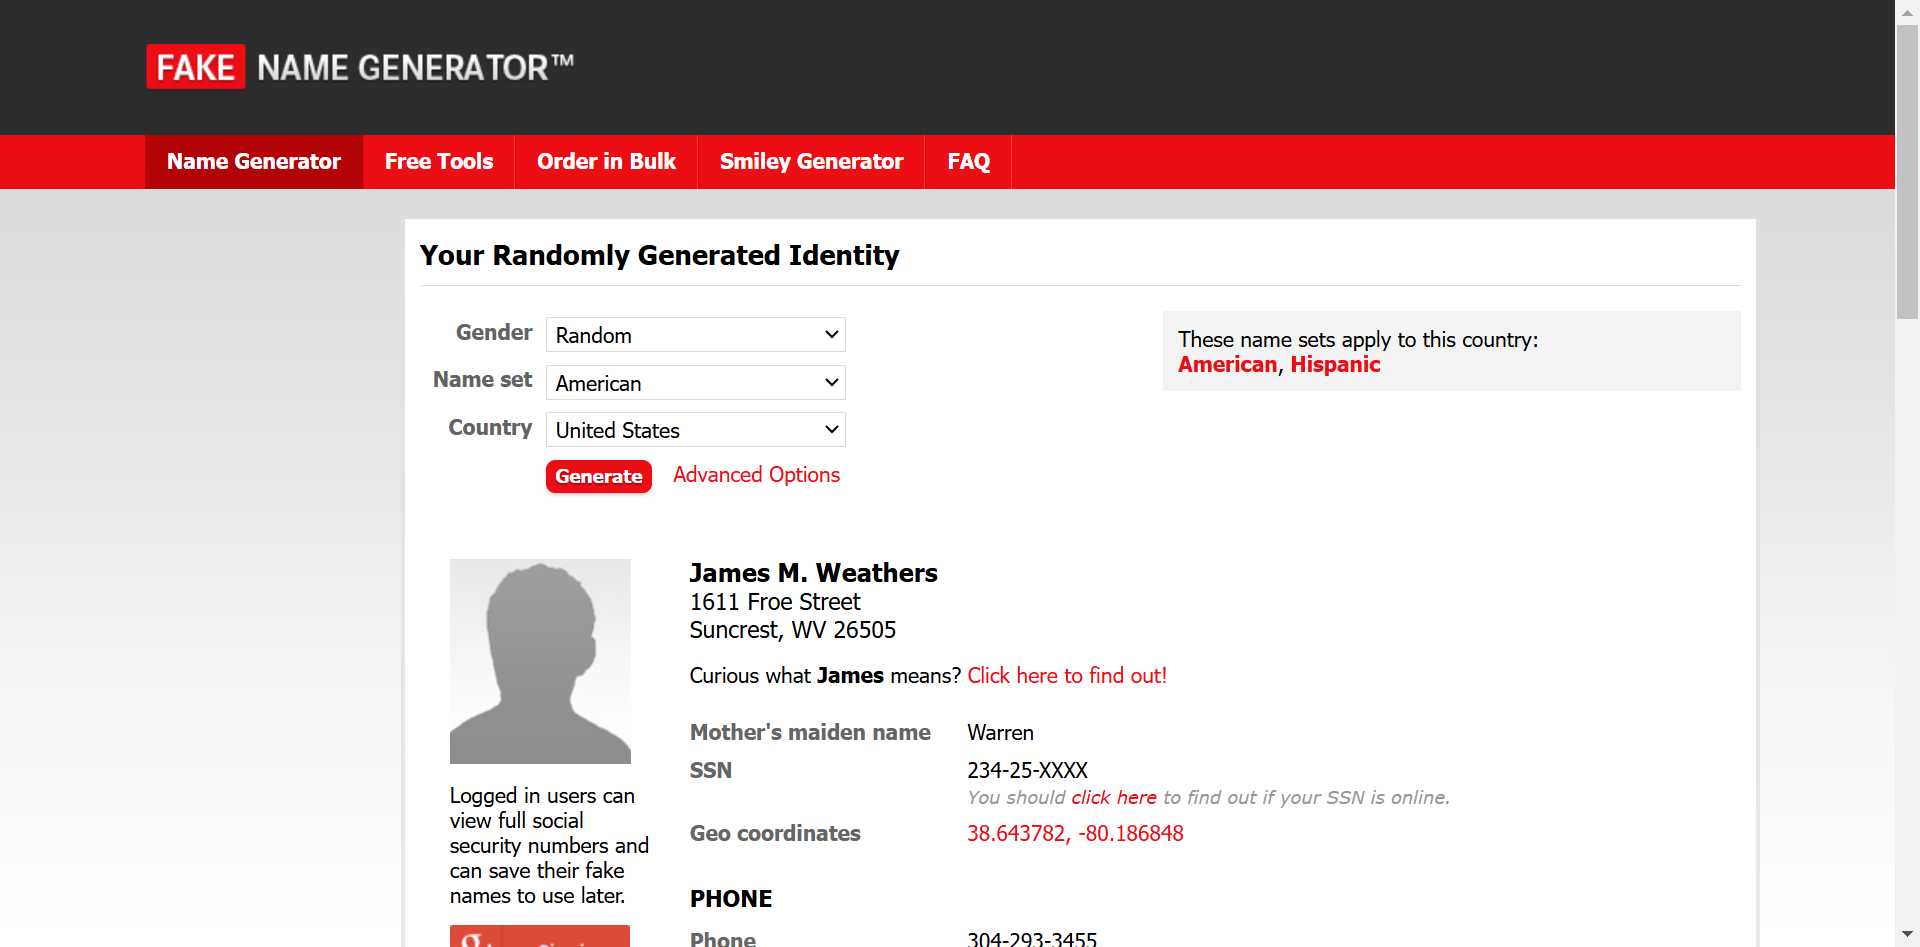 FAKE NAME GENERATOR™
Name Generator
Free Tools
Order in Bulk
Smiley Generator
FAQ
Your Randomly Generated Identity
Gender
Random
Name set
American
Country
United States
Generate
Advanced Options
These name sets apply to this country:
American, Hispanic
James M. Weathers
1611 Froe Street
Suncrest, WV 26505
Curious what James means? Click here to find out!
Mother's maiden name
Warren
SSN
234-25-XXXX
You should click here to find out if your SSN is online.
Geo coordinates
38.643782, -80.186848
Logged in users can
view full social
security numbers and
can save their fake
names to use later.
PHONE
Phone
304-293-3455